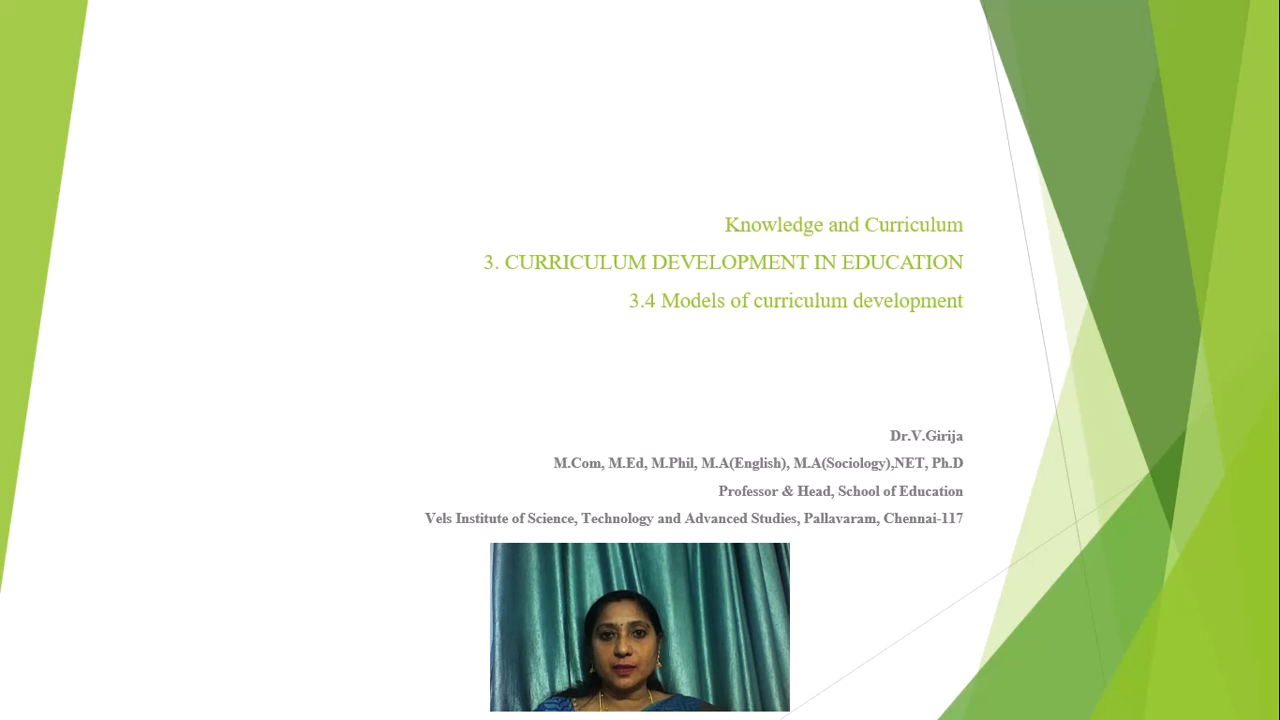 Knowledge and Curriculum
3. CURRICULUM DEVELOPMENT IN EDUCATION
3.4 Models of curriculum development
Dr.V.Girija
M.Com, M.Ed, M.Phil, M.A(English), M.A(Sociology),NET, Ph.D
Professor & Head, School of Education
Vels Institute of Science, Technology and Advanced Studies, Pallavaram, Chennai-117